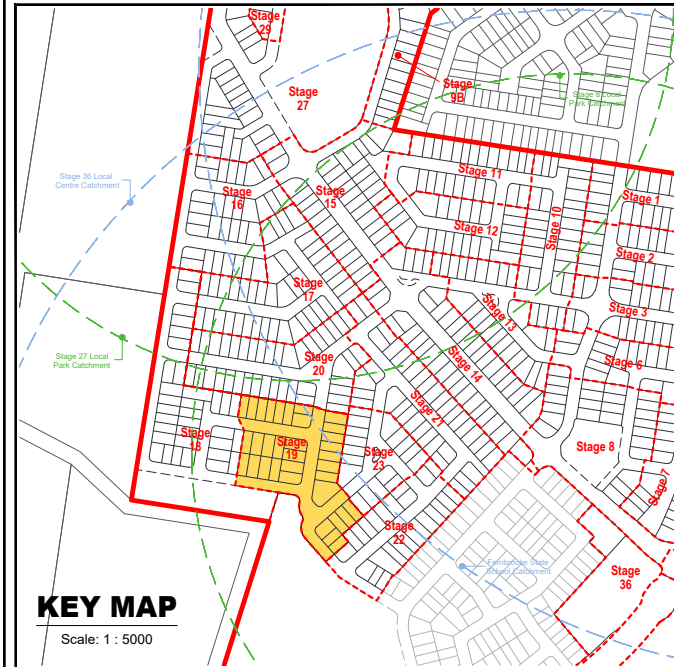 Stage
29
Stage
27
Stage
9B
Stage 8 Local
Park Catchment
Stage 11
Stage 36 Local
Centre Catchment
Stage
16
Stage
15
Stage 1
Stage 12
Stage 10
Stage 2
Stage
17
Stage 13
Stage 3
Stage 27 Local
Park Catchment
Stage
20
Stage 14
Stage 6
Stage 21
Stage
18
Stage
19
Stage
23
Stage 8
Stage 7
Stage
22
Fernbrooke State
School Catchment
Stage
36
KEY MAP
Scale: 1 : 5000